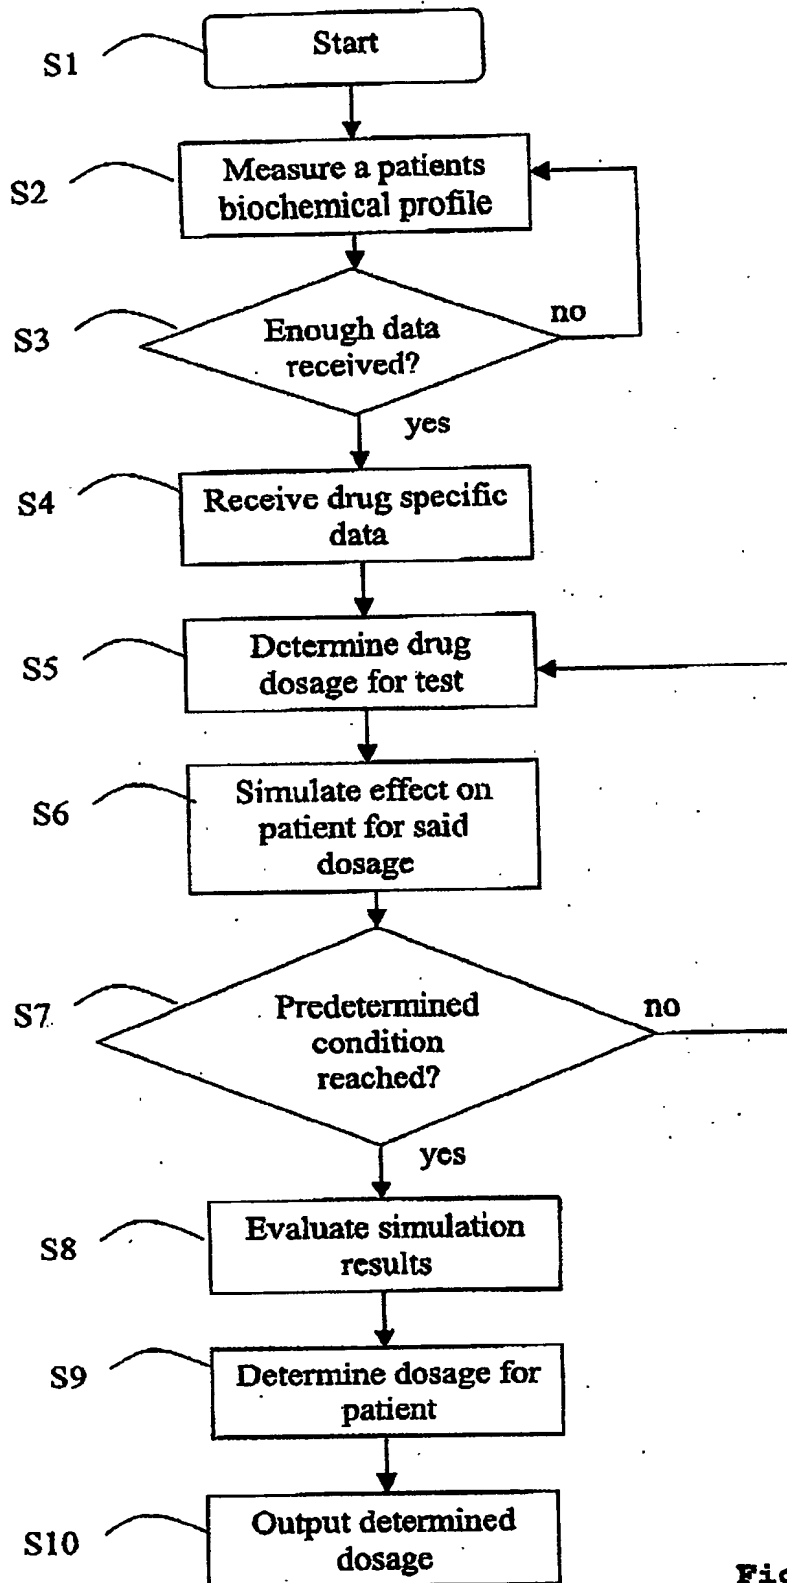 S1
Start
S2
Measure a patients
biochemical profile
S3
Enough data
received?
no
yes
S4
Receive drug specific
data
S5
Determine drug
dosage for test
S6
Simulate effect on
patient for said
dosage
S7
Predetermined
condition
reached?
no
yes
S8
Evaluate simulation
results
S9
Determine dosage for
patient
S10
Output determined
dosage